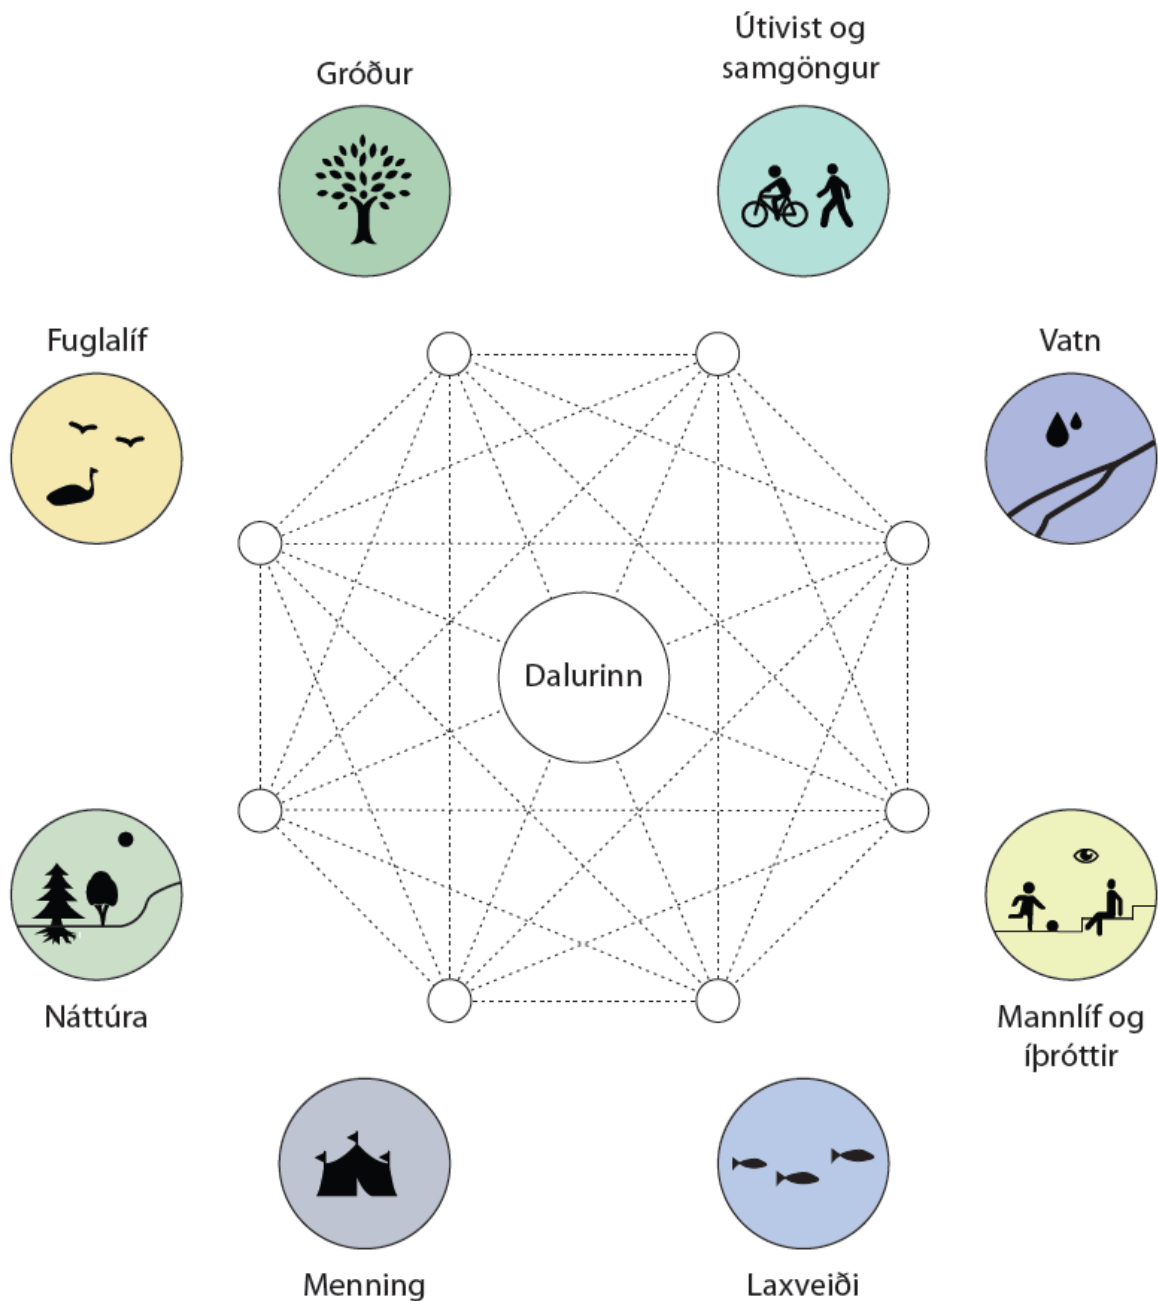 Útivist og
samgöngur
Gróður
Fuglalíf
Vatn
Dalurinn
Náttúra
Mannlíf og
íþróttir
Menning
Laxveiði